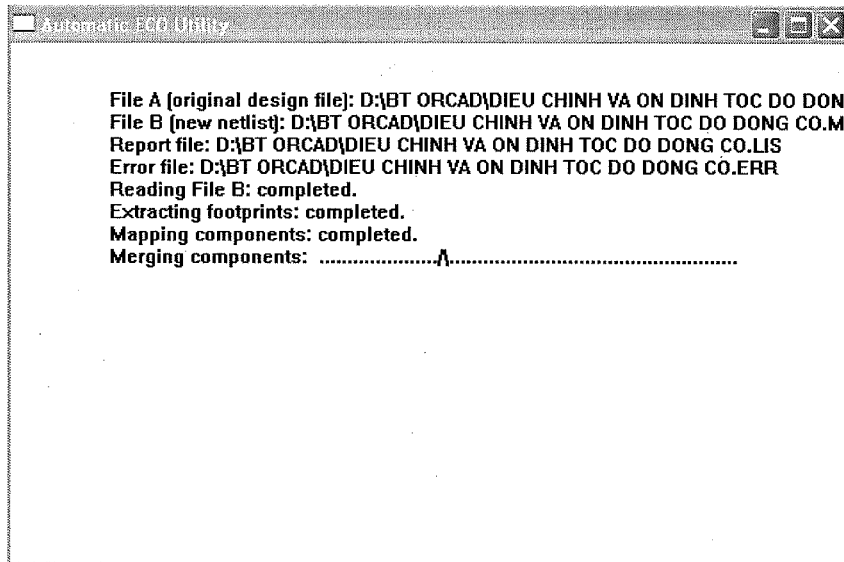 Automatic ECO Utility
File A (original design file): D:\BT ORCAD\DIEU CHINH VA ON DINH TOC DO DON
File B (new netlist): D:\BT ORCAD\DIEU CHINH VA ON DINH TOC DO DONG CO.M
Report file: D:\BT ORCAD\DIEU CHINH VA ON DINH TOC DO DONG CO.LIS
Error file: D:\BT ORCAD\DIEU CHINH VA ON DINH TOC DO DONG CO.ERR
Reading File B: completed.
Extracting footprints: completed.
Mapping components: completed.
Merging components: ......................./\......................................................